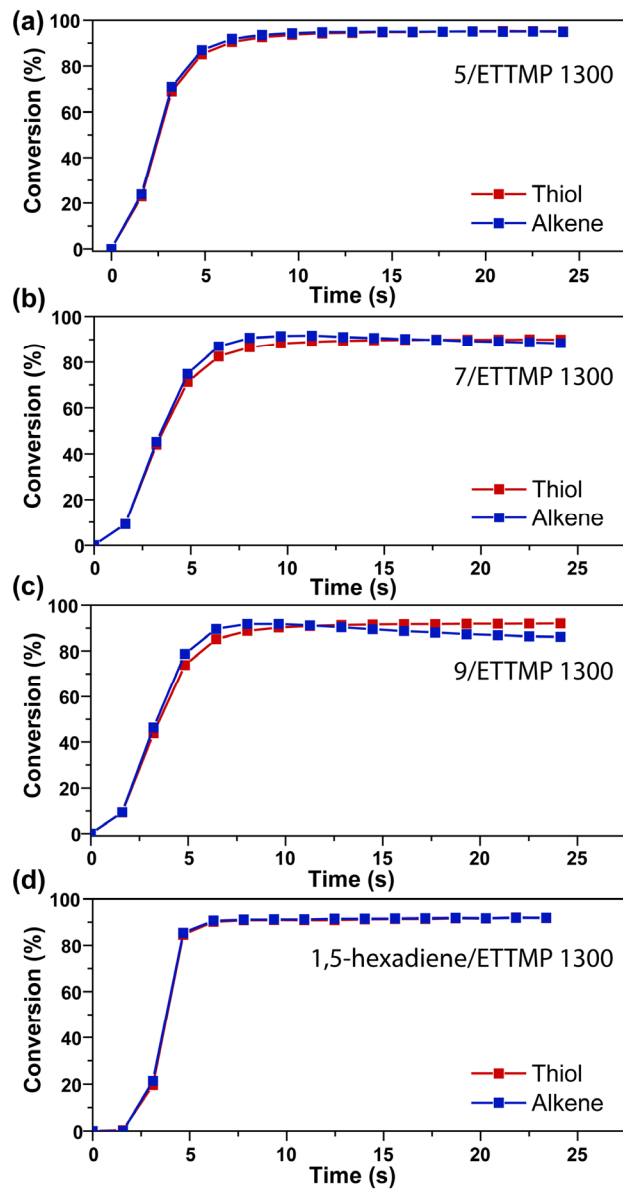 (a)
100
80
60
40
20
0
Conversion (%)
5/ETTMP 1300
Thiol
Alkene
0 5 10 15 20 25
Time (s)
(b)
100
80
60
40
20
0
Conversion (%)
7/ETTMP 1300
Thiol
Alkene
0 5 10 15 20 25
Time (s)
(c)
100
80
60
40
20
0
Conversion (%)
9/ETTMP 1300
0 5 10 15 20 25
Time (s)
(d)
100
80
60
40
20
0
Conversion (%)
1,5-hexadiene/ETTMP 1300
Thiol
Alkene
0 5 10 15 20 25
Time (s)